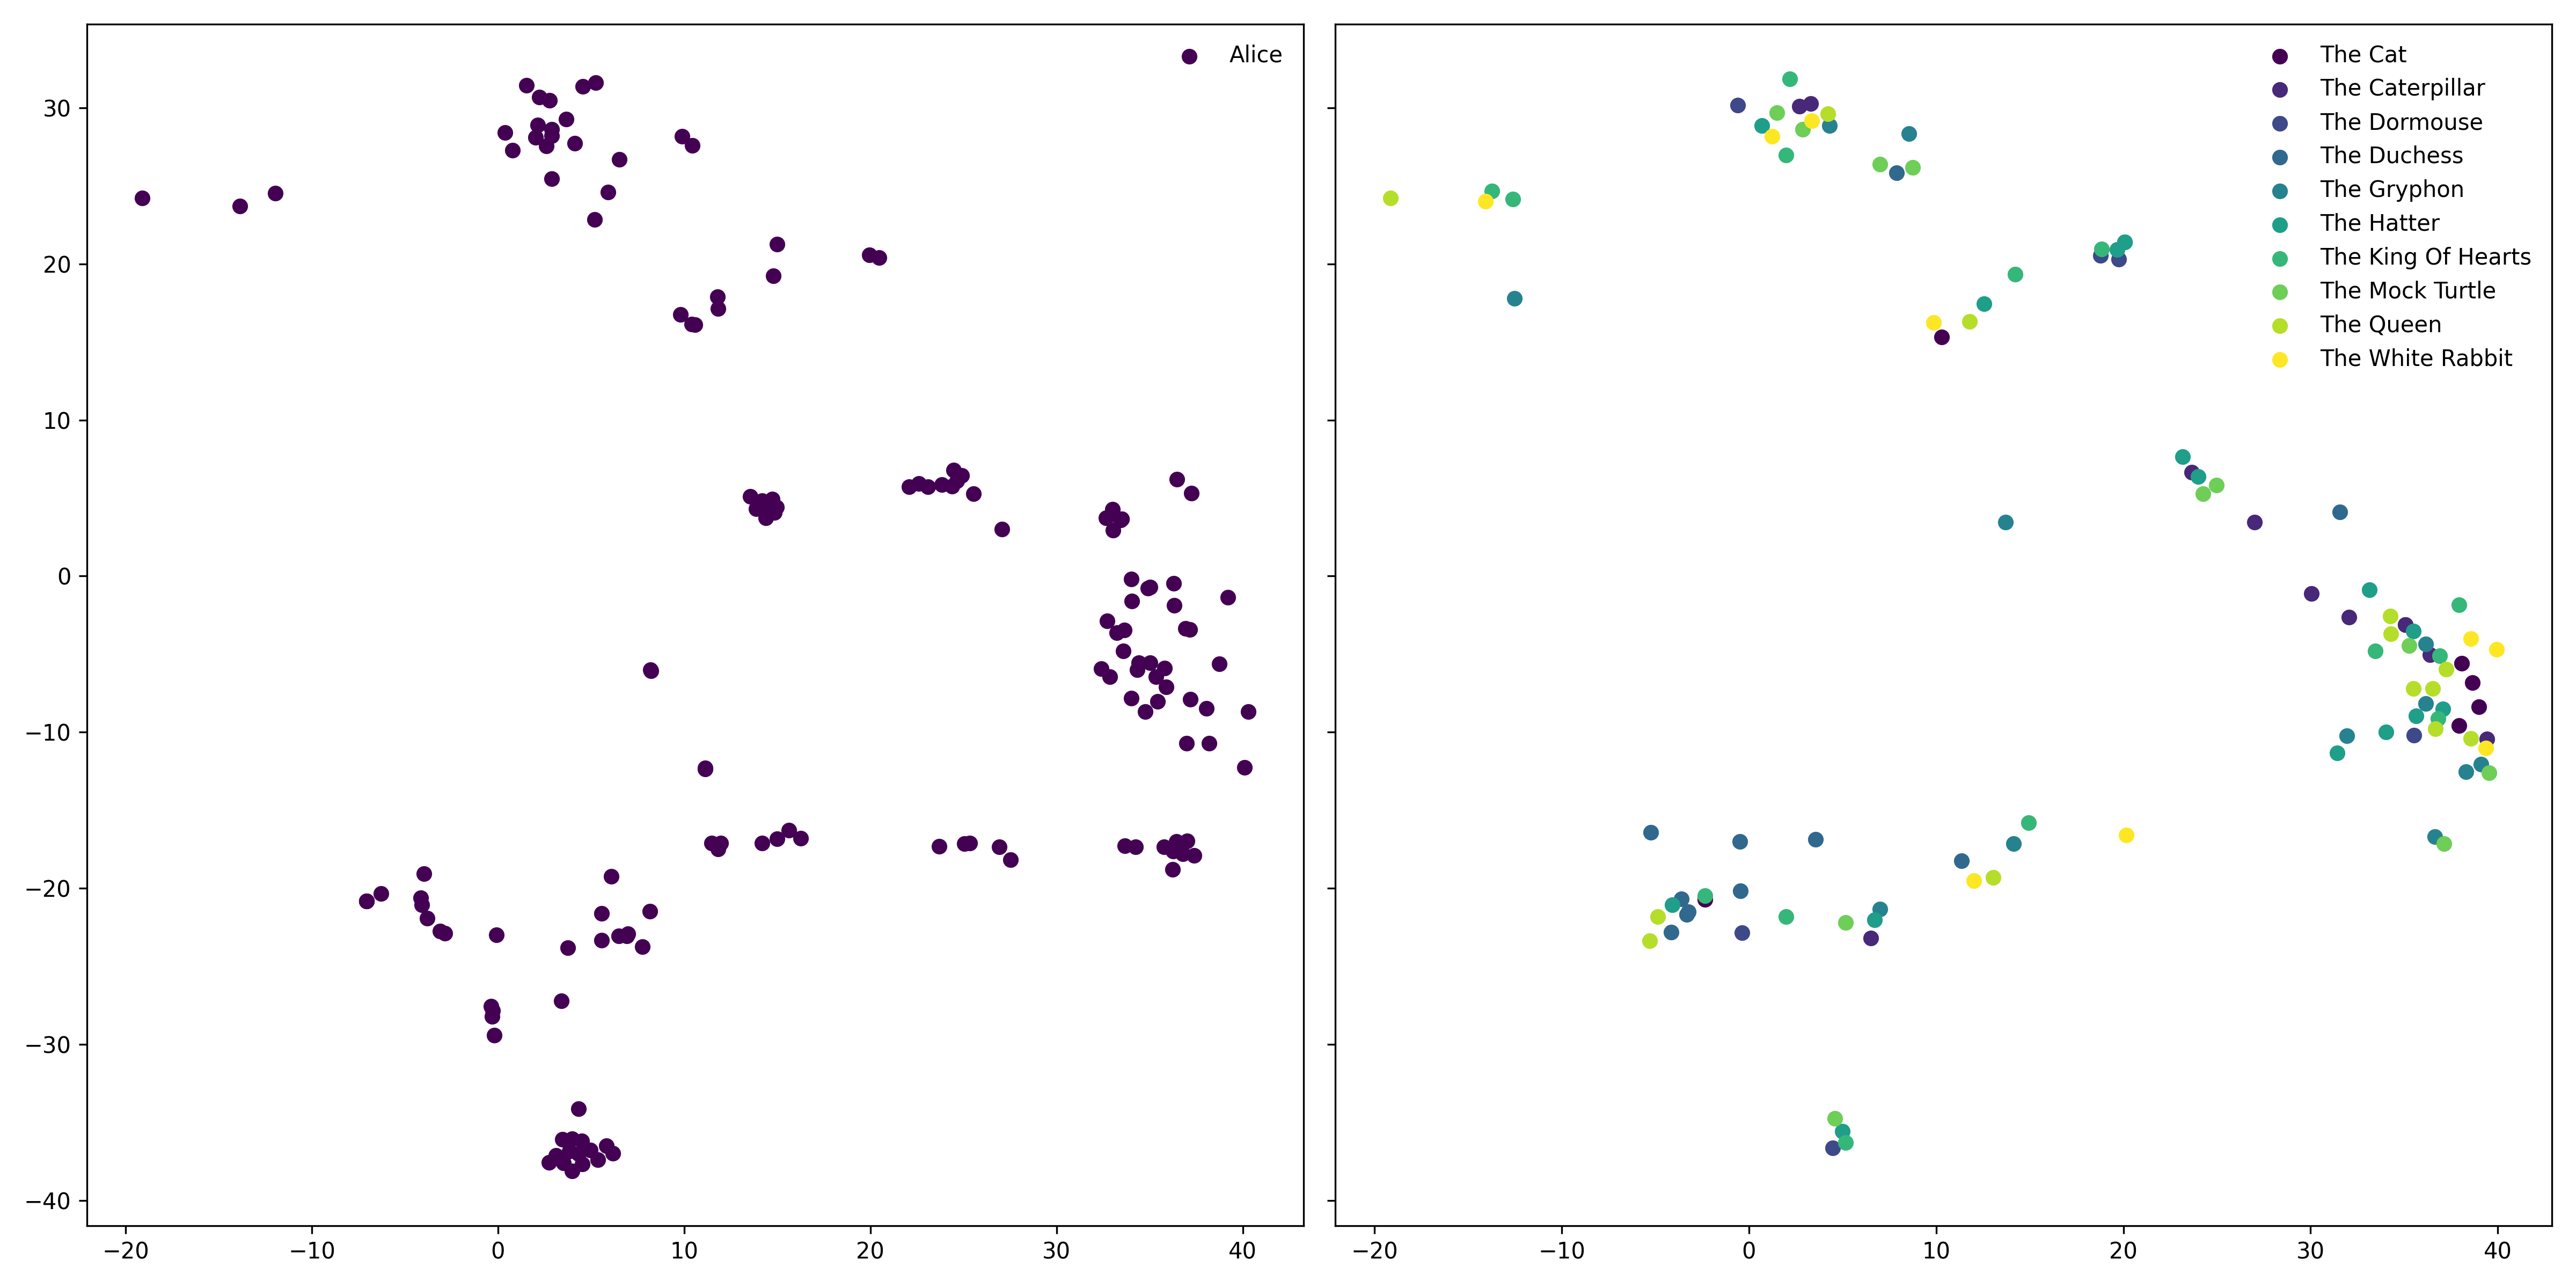 Alice
30
20
10
0
−10
−20
−30
−40
−20 −10 0 10 20 30 40
The Cat
The Caterpillar
The Dormouse
The Duchess
The Gryphon
The Hatter
The King Of Hearts
The Mock Turtle
The Queen
The White Rabbit
−20 −10 0 10 20 30 40